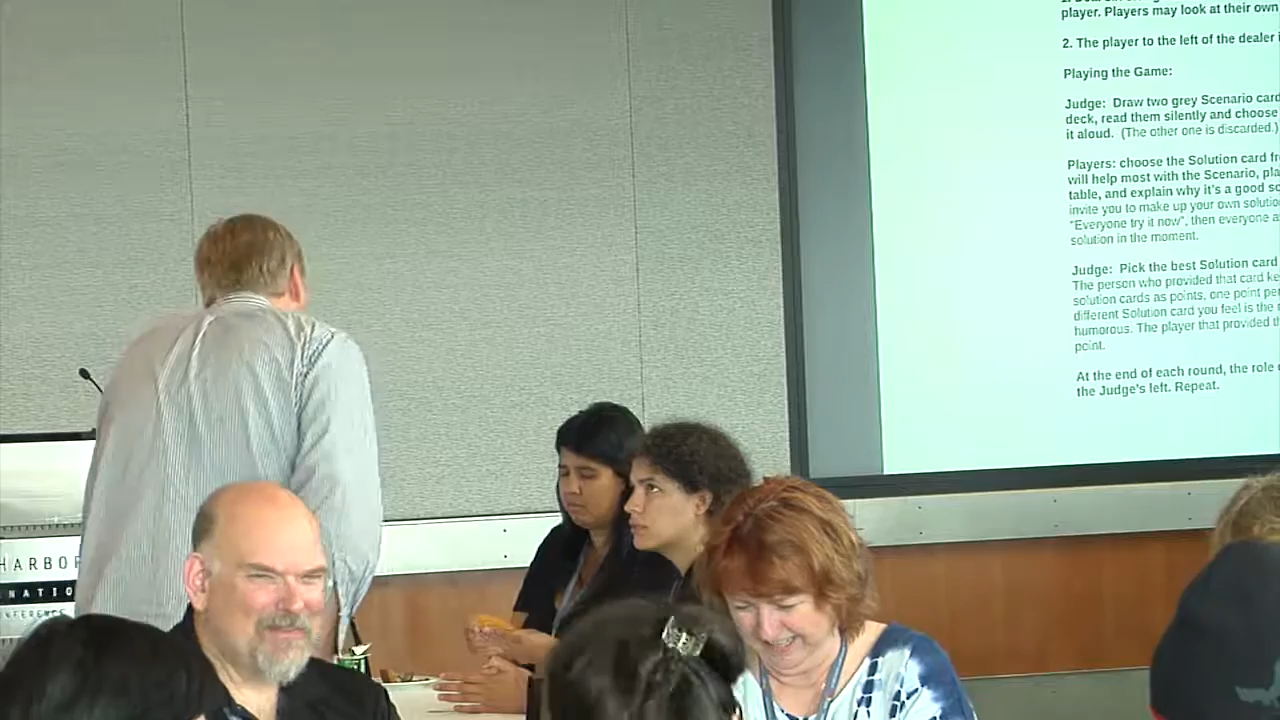 player. Players may look at their own
2. The player to the left of the dealer i
Playing the Game:
Judge: Draw two grey Scenario card
deck, read them silently and choose
it aloud. (The other one is discarded.)
Players: choose the Solution card fr
will help most with the Scenario, pla
table, and explain why it's a good so
invite you to make up your own solutio
"Everyone try it now", then everyone a
solution in the moment.
Judge: Pick the best Solution card
The person who provided that card ke
solution cards as points, one point pe
different Solution card you feel is the
humorous. The player that provided th
point.
At the end of each round, the role
the Judge's left. Repeat.
HARBOR
NATIO
NFERENCE